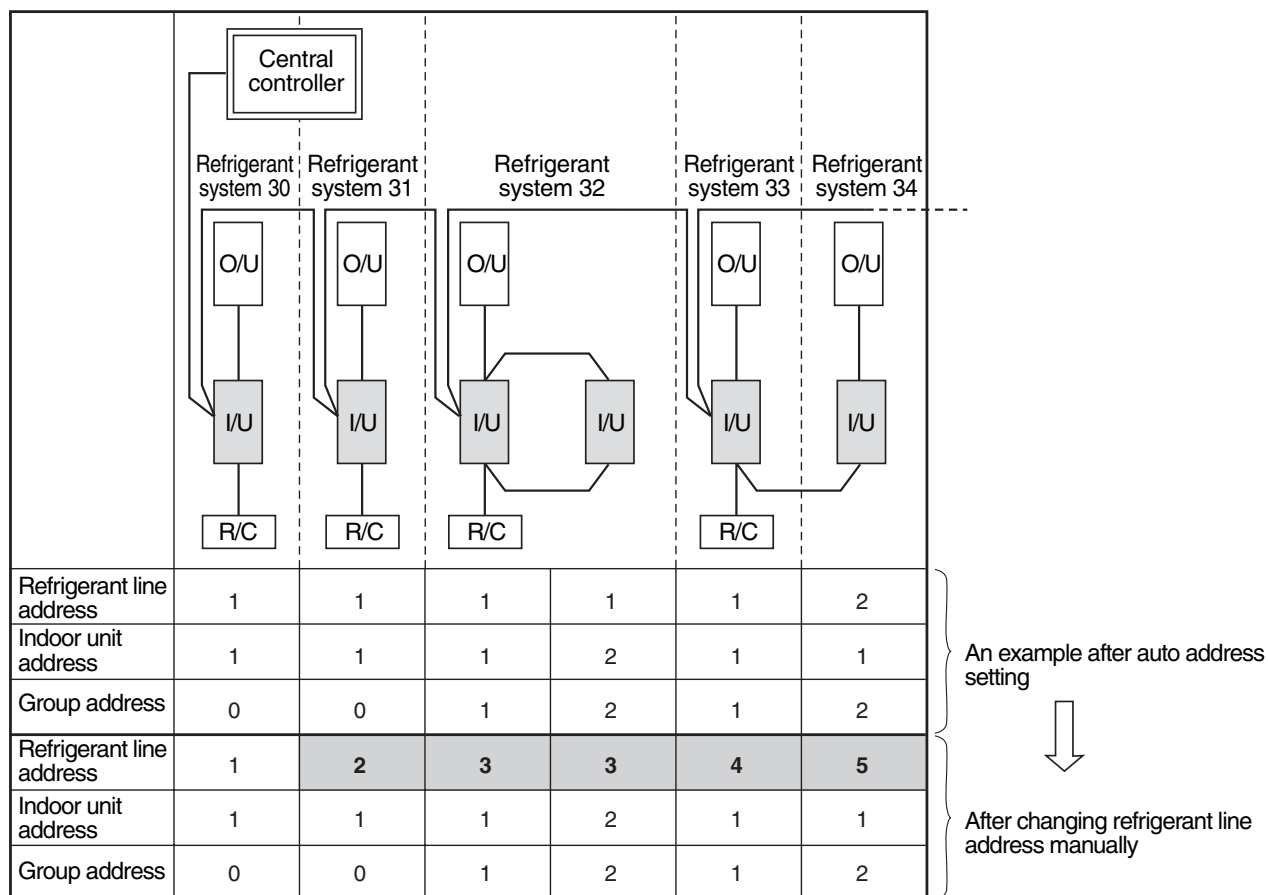 Central
controller
Refrigerant
system 30
Refrigerant
system 31
Refrigerant
system 32
Refrigerant
system 33
Refrigerant
system 34
O/U
O/U
O/U
O/U
O/U
I/U
I/U
I/U
I/U
I/U
I/U
R/C
R/C
R/C
R/C
Refrigerant line
address
1 1 1 1 1 2
Indoor unit
address
1 1 1 2 1 1
Group address 0 0 1 2 1 2
An example after auto address
setting
Refrigerant line
address
1 2 3 3 4 5
Indoor unit
address
1 1 1 2 1 1
Group address 0 0 1 2 1 2
After changing refrigerant line
address manually